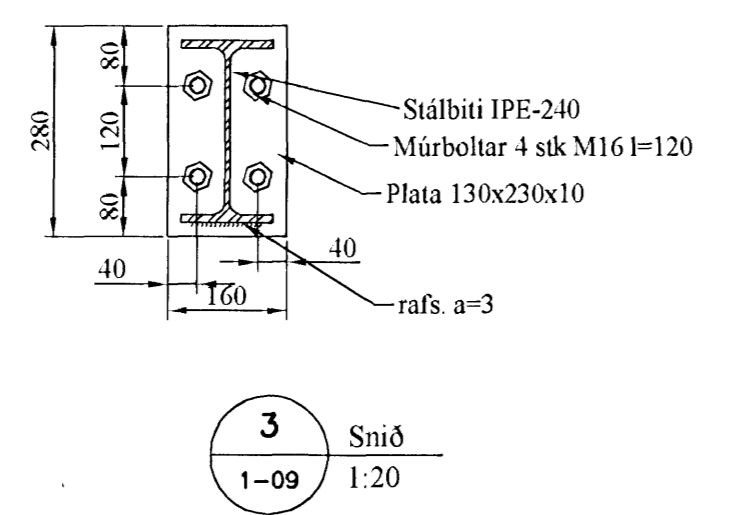 80
280
120
80
Stálbiti IPE-240
Múrboltar 4 stk M16 l=120
Plata 130x230x10
40
40
160
rafs. a=3
3
Snið
1-09
1:20